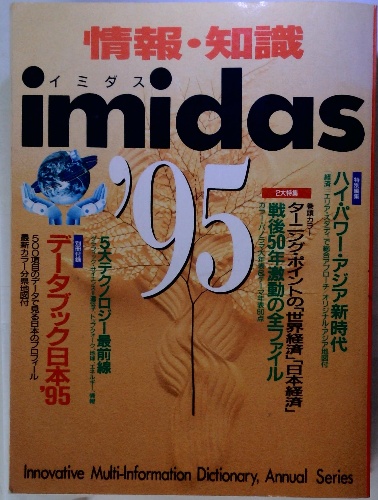 情報・知識
イミダス
imidas
'95
特別編集
ハイ・パワー・アジア新時代
2大特集
巻頭カラー
ターニング・ポイントの「世界経済」「日本経済」
戦後50年激動の全ファイル
5大テクノロジー最前線
別冊付録
データブック日本'95
500項目のデータで見る日本のプロフィール
最新カラー分県地図付
Innovative Multi-Information Dictionary, Annual Series